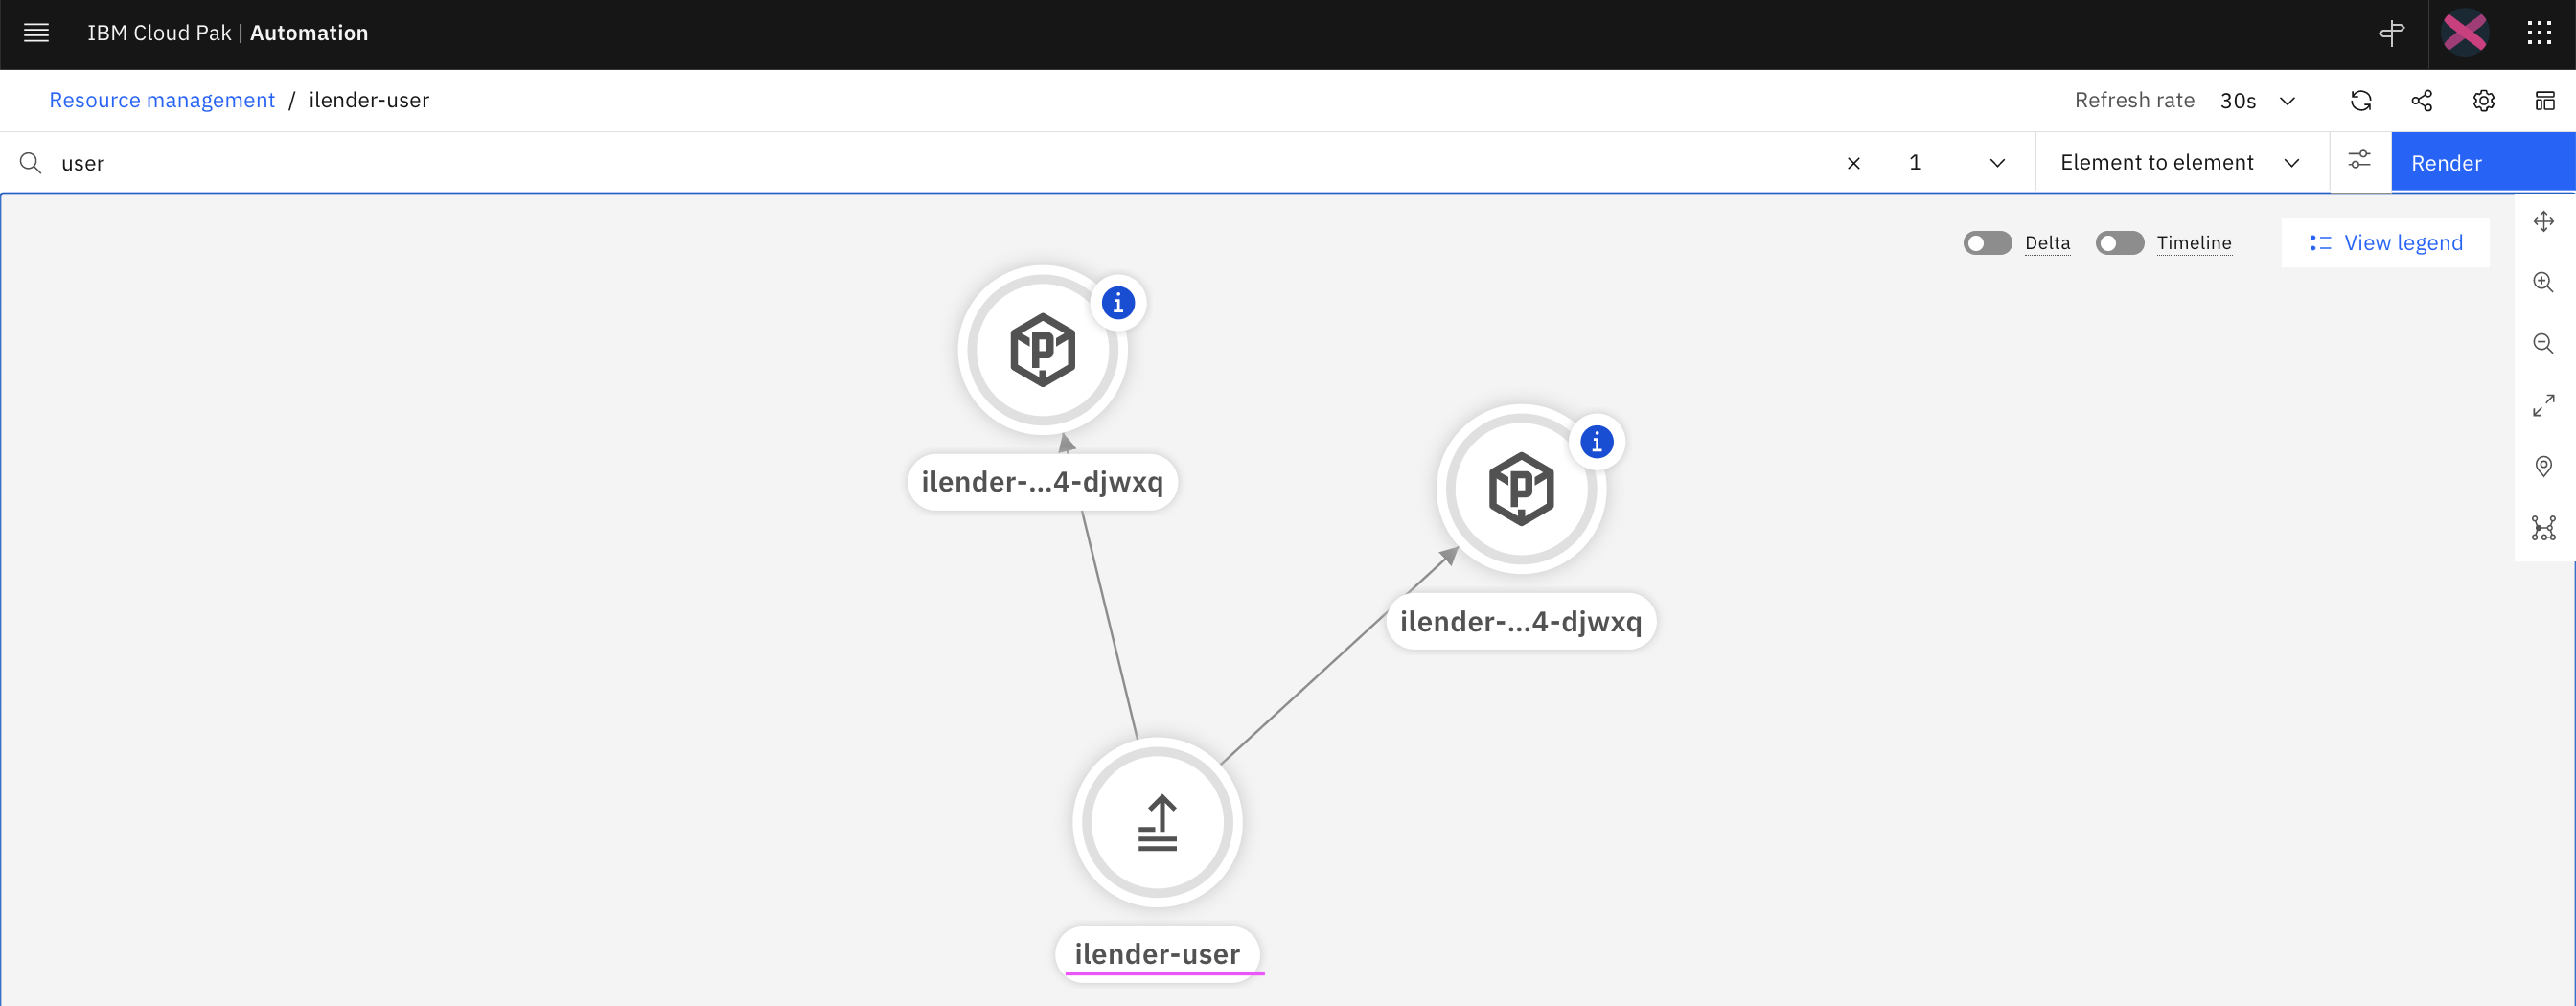 IBM Cloud Pak | Automation
Resource management / ilender-user
Refresh rate 30s
user
1
Element to element
Render
Delta
Timeline
View legend
P
i
ilender-...4-djwxq
P
i
ilender-...4-djwxq
ilender-user